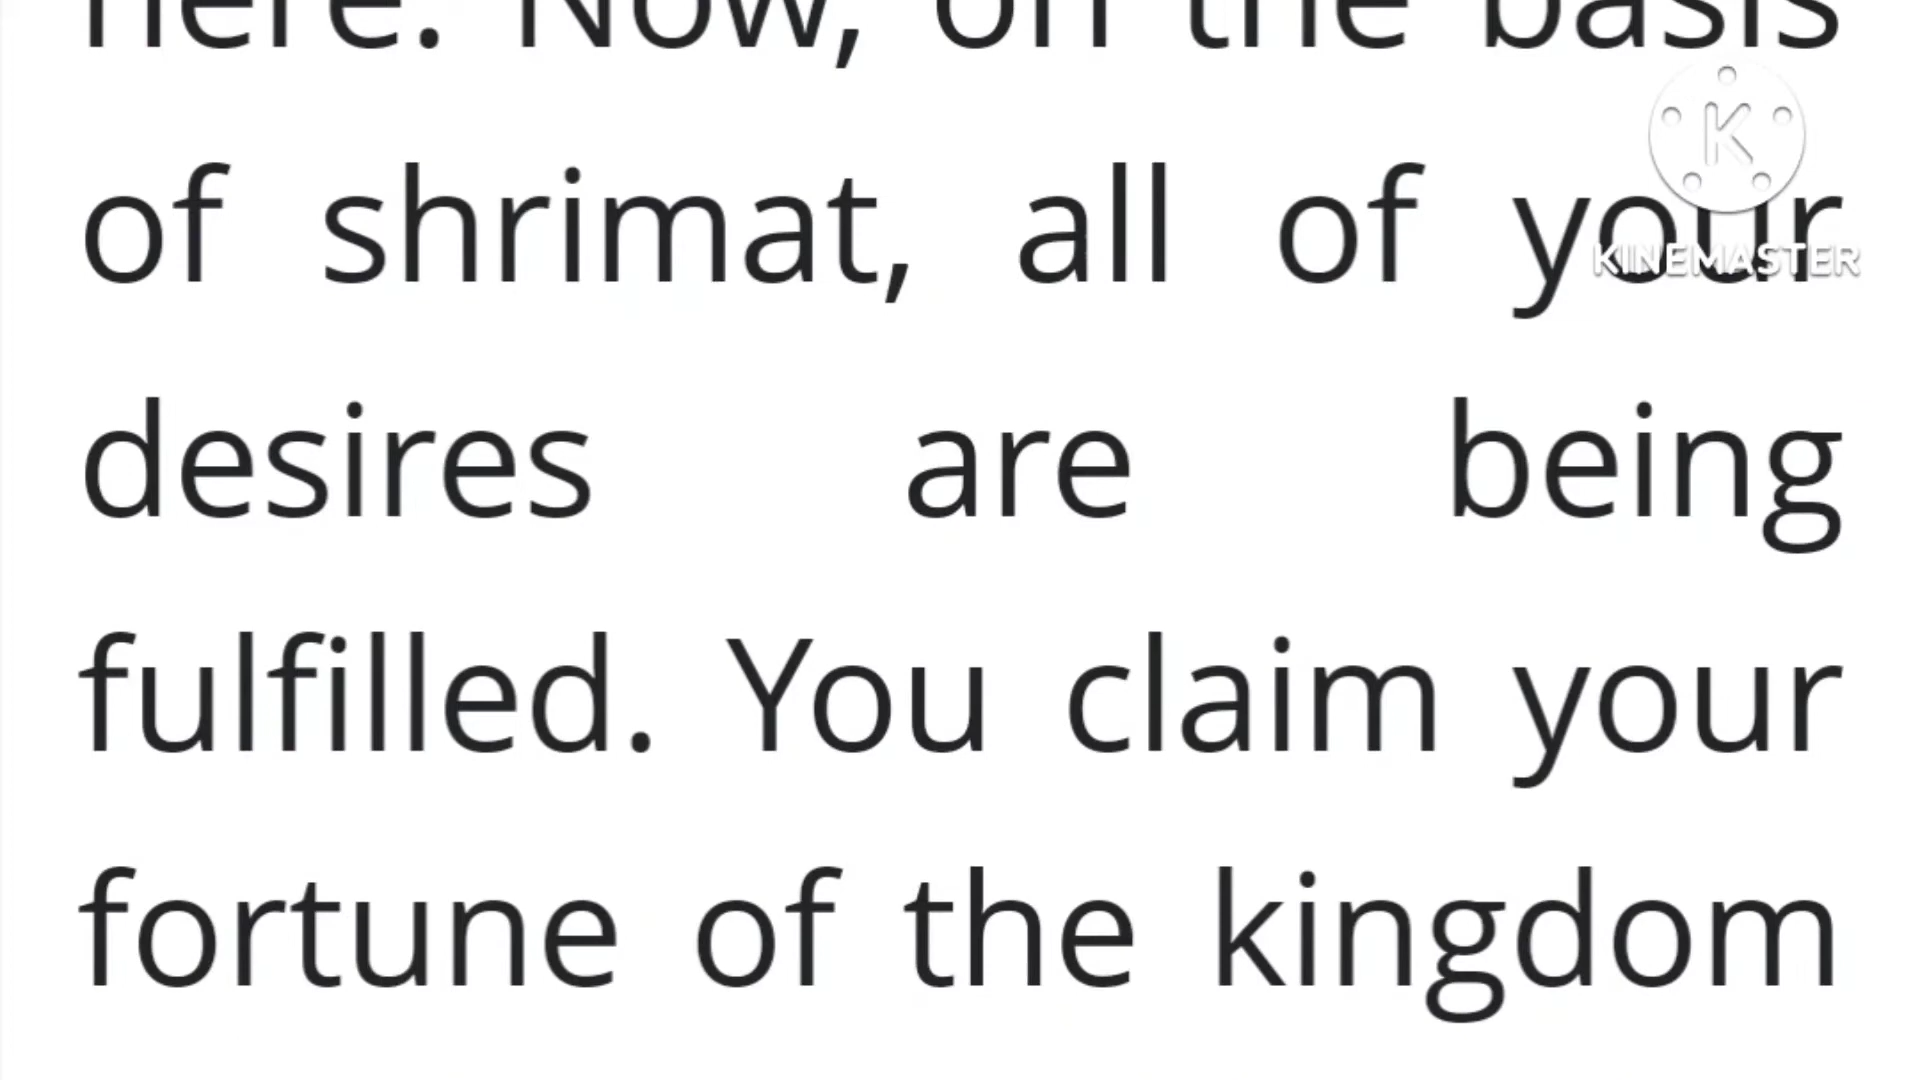 here. Now, on the basis
of shrimat, all of your
desires are being
fulfilled. You claim your
fortune of the kingdom
K
KINEMASTER